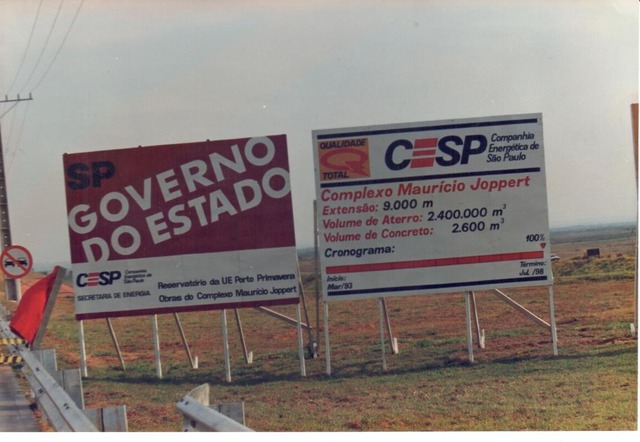 SP
GOVERNO
DO ESTADO
CESP Companhia
Energética de
São Paulo
SECRETARIA DE ENERGIA
Reservatório da UE Porto Primavera
Obras do Complexo Maurício Joppert
QUALIDADE
Q
TOTAL
CESP Companhia
Energética de
São Paulo
Complexo Maurício Joppert
Extensão: 9.000 m
Volume de Aterro: 2.400.000 m³
Volume de Concreto: 2.600 m³
Cronograma: 100%
Início: Término:
Mar/93 Jul/98